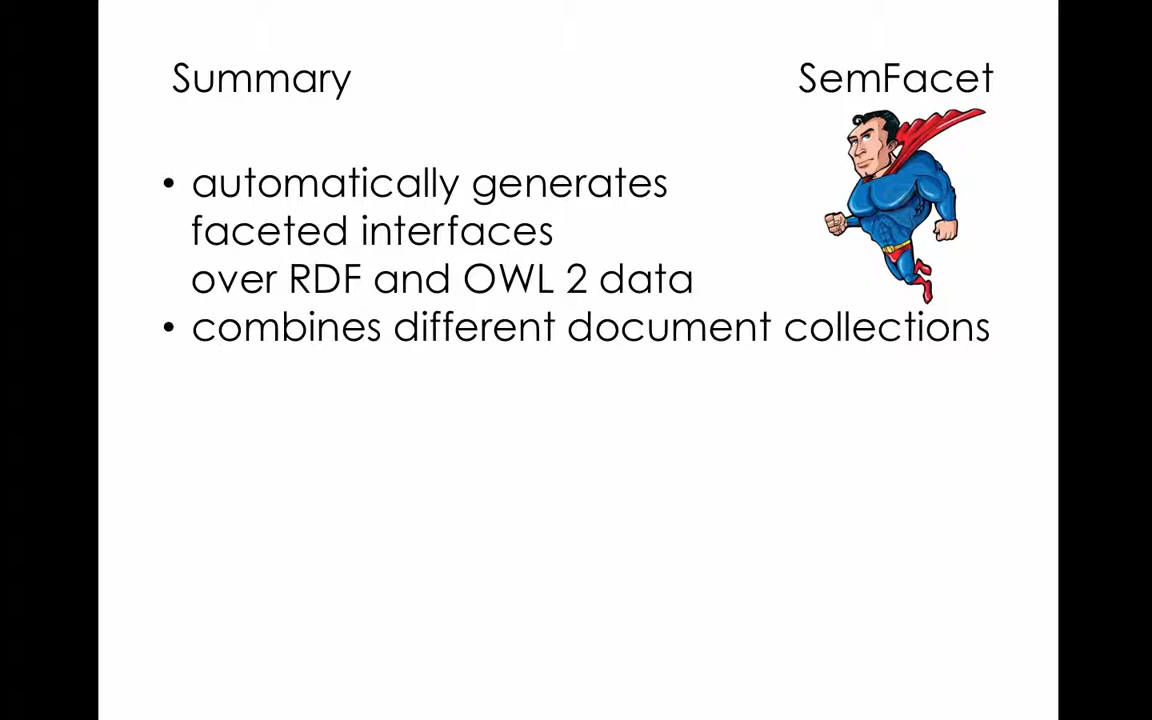 Summary
SemFacet
• automatically generates
faceted interfaces
over RDF and OWL 2 data
• combines different document collections